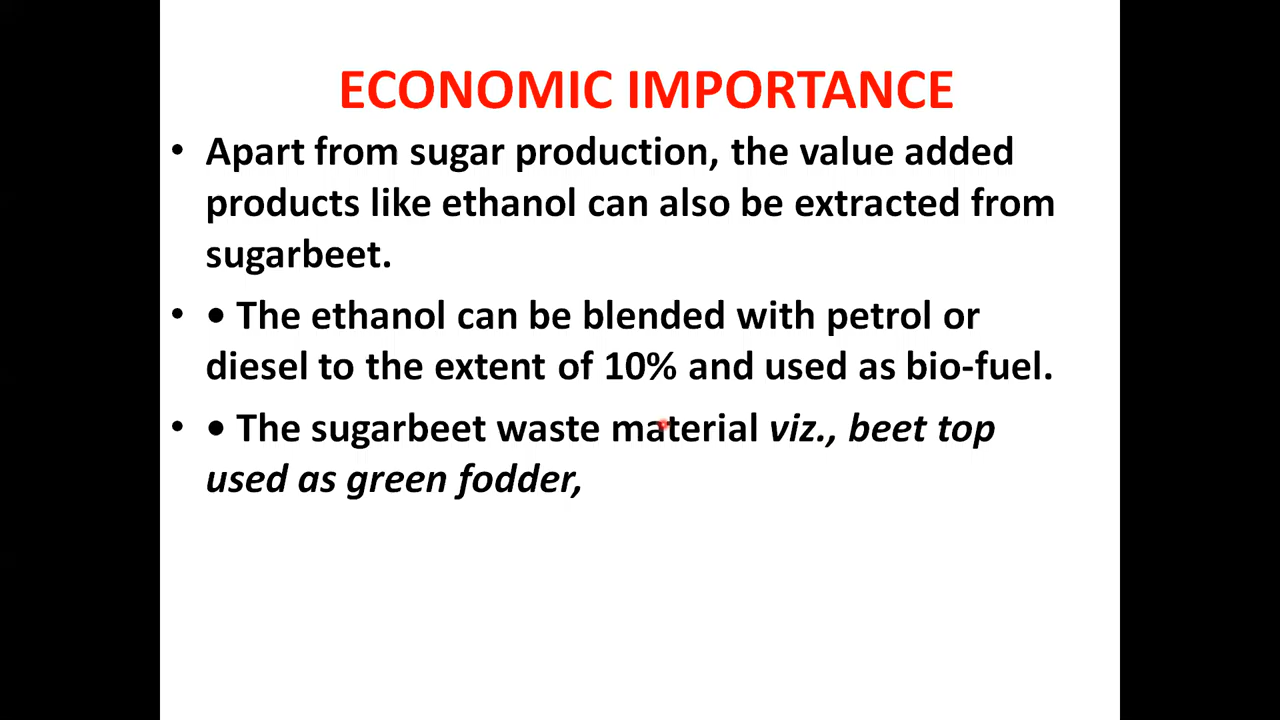 ECONOMIC IMPORTANCE
• Apart from sugar production, the value added
products like ethanol can also be extracted from
sugarbeet.
• • The ethanol can be blended with petrol or
diesel to the extent of 10% and used as bio-fuel.
• • The sugarbeet waste material viz., beet top
used as green fodder,